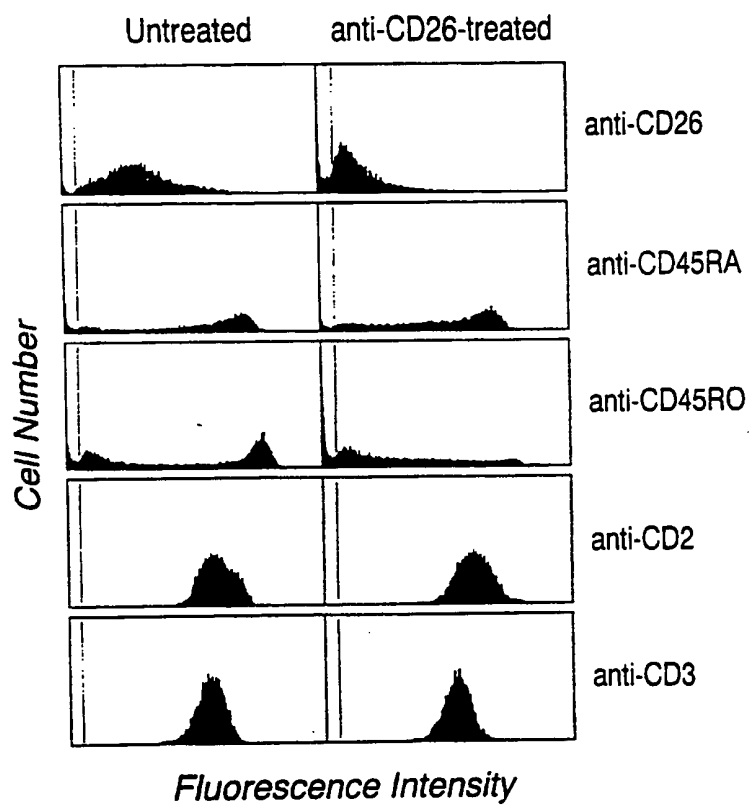 Untreated
anti-CD26-treated
anti-CD26
anti-CD45RA
anti-CD45RO
anti-CD2
anti-CD3
Cell Number
Fluorescence Intensity